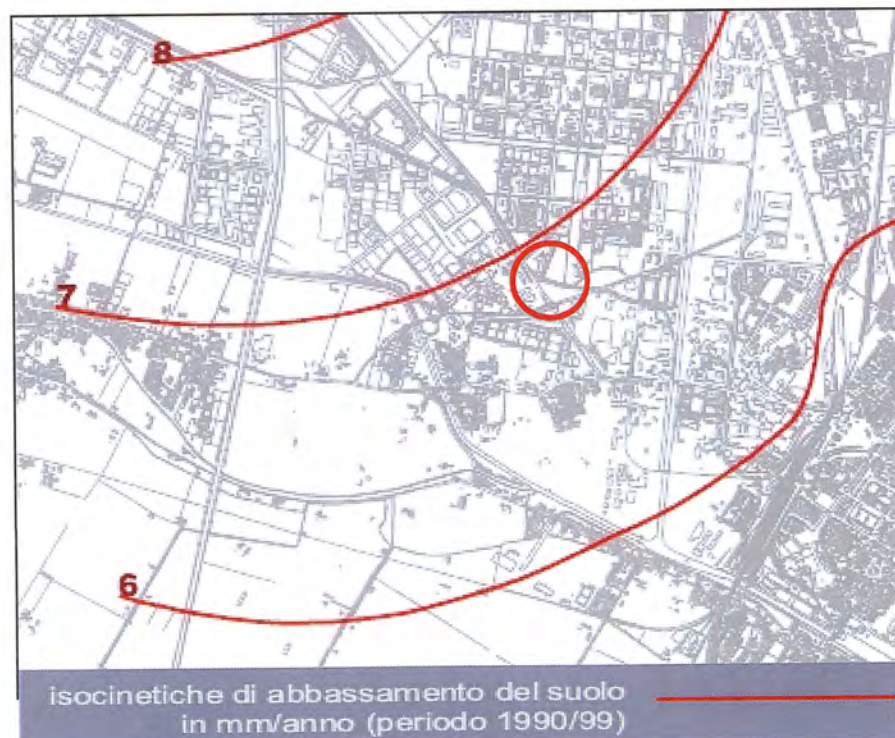 8
7
6
isocinetiche di abbassamento del suolo
in mm/anno (periodo 1990/99)